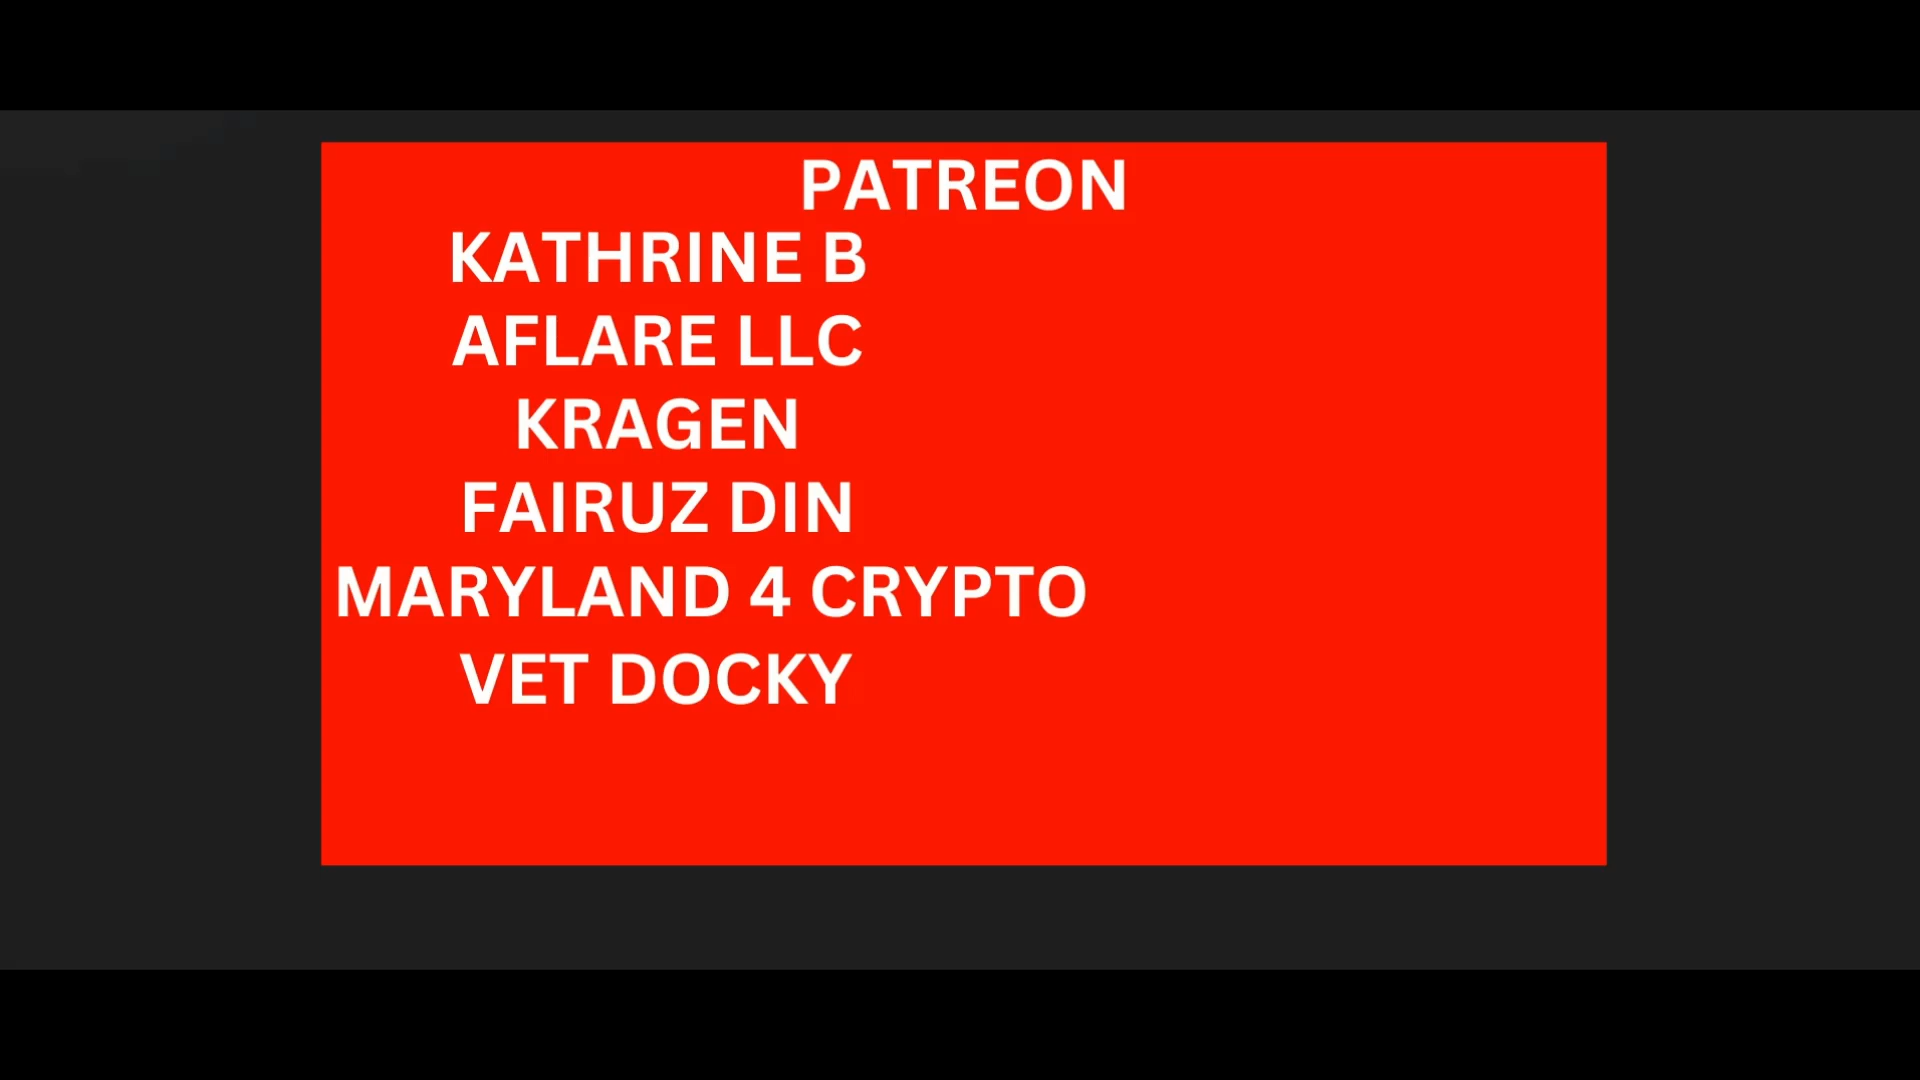 PATREON
KATHRINE B
AFLARE LLC
KRAGEN
FAIRUZ DIN
MARYLAND 4 CRYPTO
VET DOCKY